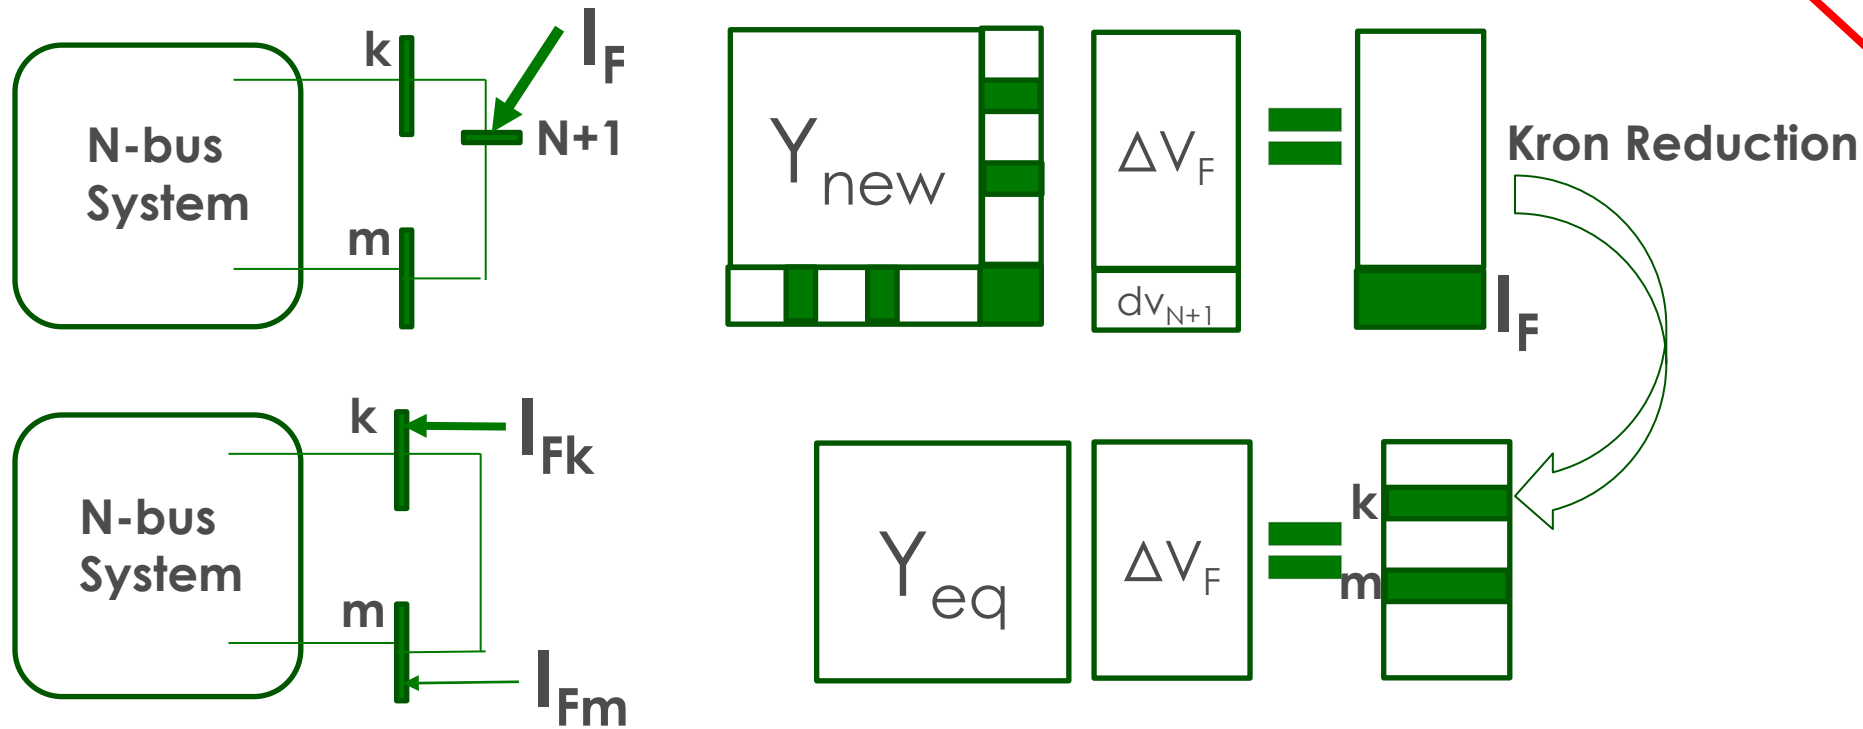 k
I_F
N-bus
System
N+1
m
Y_new
ΔV_F
dv_N+1
I_F
Kron Reduction
k
I_Fk
N-bus
System
m
I_Fm
Y_eq
ΔV_F
k
m